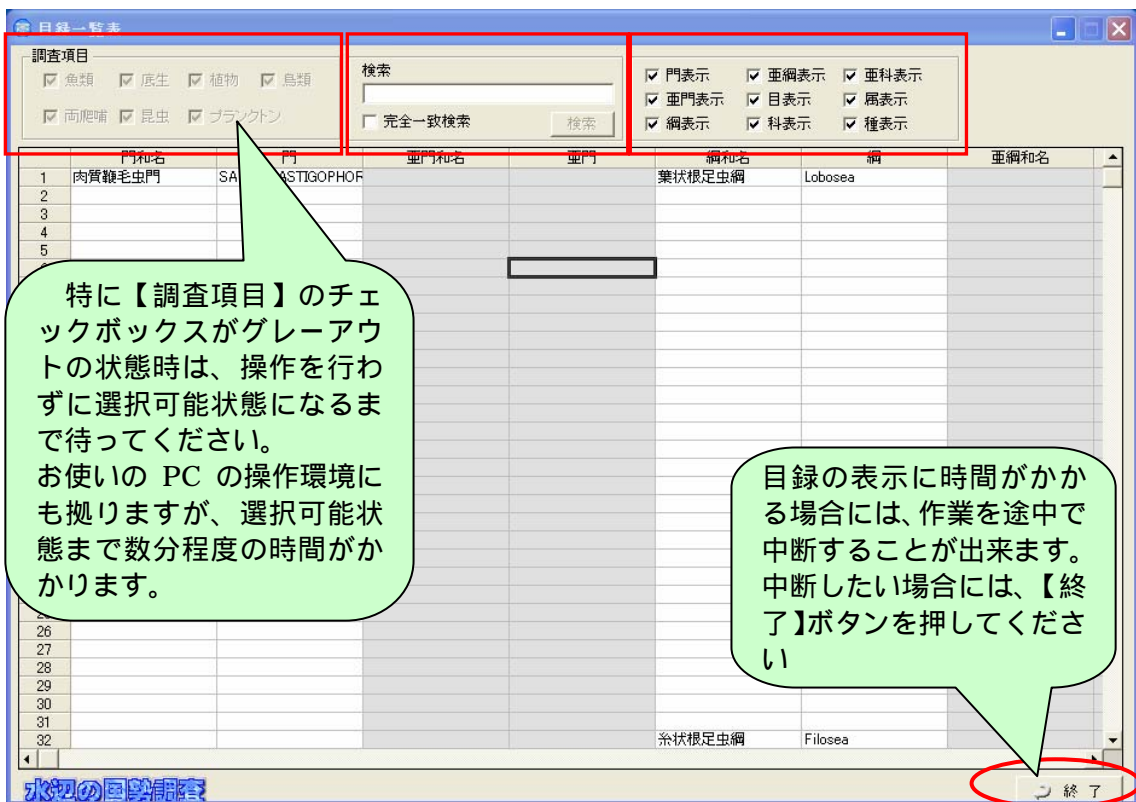 目録一覧表
調査項目
魚類 底生 植物 鳥類
両爬哺 昆虫 プランクトン
検索
完全一致検索 検索
門表示 亜綱表示 亜科表示
亜門表示 目表示 属表示
綱表示 科表示 種表示
門和名 門 亜門和名 亜門 綱和名 綱 亜綱和名
1 肉質鞭毛虫門 葉状根足虫綱 Lobosea
2
3
4
5
特に【調査項目】のチェ
ックボックスがグレーアウ
トの状態時は、操作を行わ
ずに選択可能状態になるま
で待ってください。
お使いの PC の操作環境に
も拠りますが、選択可能状
態まで数分程度の時間がか
かります。
目録の表示に時間がかか
る場合には、作業を途中で
中断することが出来ます。
中断したい場合には、【終
了】ボタンを押してくださ
い
26
27
28
29
30
31
32 糸状根足虫綱 Filosea
水辺の国勢調査
終 了